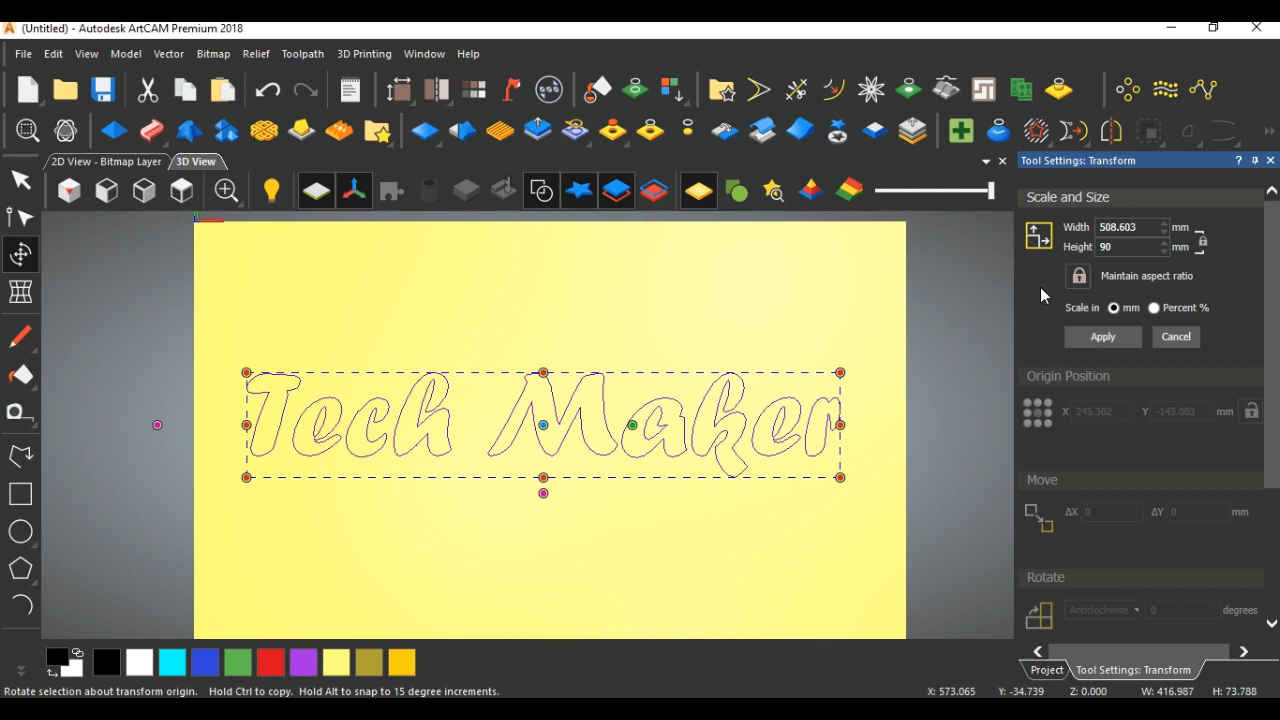 (Untitled) - Autodesk ArtCAM Premium 2018
File Edit View Model Vector Bitmap Relief Toolpath 3D Printing Window Help
2D View - Bitmap Layer 3D View
Tool Settings: Transform
Scale and Size
Width 508.603 mm
Height 90 mm
Maintain aspect ratio
Scale in mm Percent %
Apply Cancel
Origin Position
X 245.302 Y -143.003 mm
Move
ΔX 0 ΔY 0 mm
Rotate
Anticlockwise 0 degrees
Tech Maker
Project Tool Settings: Transform
Rotate selection about transform origin. Hold Ctrl to copy. Hold Alt to snap to 15 degree increments. X: 573.065 Y: -34.739 Z: 0.000 W: 416.987 H: 73.788